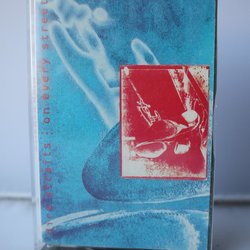 dire straits : on every street